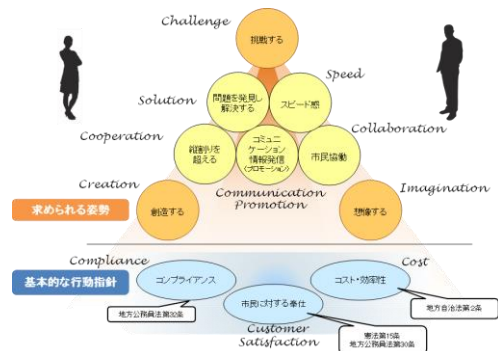 Challenge
挑戦する
Speed
Solution
問題を発見し
解決する
スピード感
Cooperation
Collaboration
縦割りを
超える
コミュニ
ケーション
情報発信
(プロモーション)
市民協働
Creation
Communication
Promotion
Imagination
求められる姿勢
創造する
想像する
Compliance
Cost
基本的な行動指針
コンプライアンス
コスト・効率性
市民に対する奉仕
地方公務員法第32条
地方自治法第2条
Customer
Satisfaction
憲法第15条
地方公務員法第30条